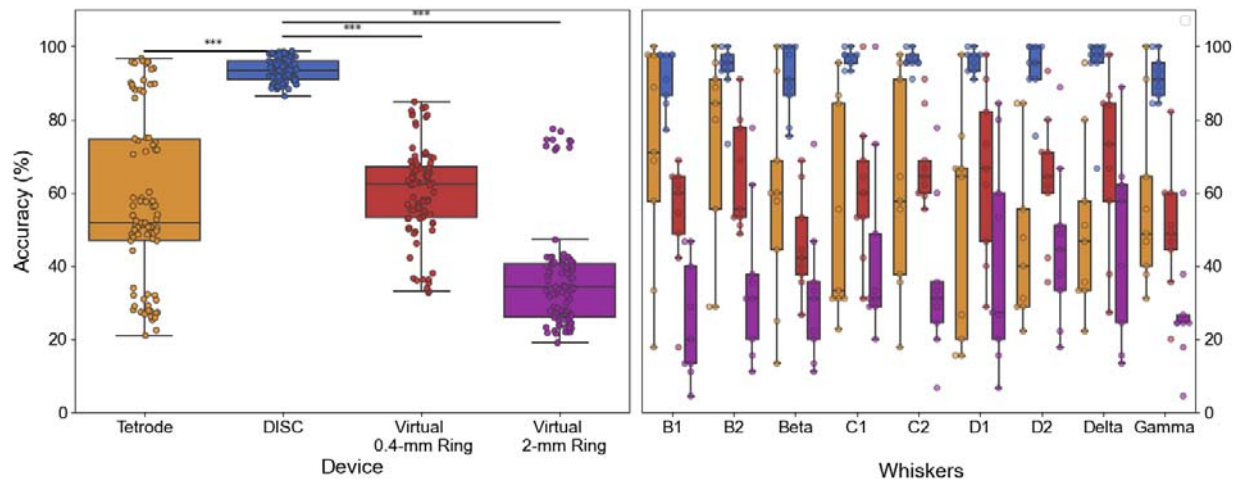 ***
***
***
100
80
60
40
20
0
Accuracy (%)
Tetrode
DISC
Virtual
0.4-mm Ring
Virtual
2-mm Ring
Device
100
80
60
40
20
0
B1
B2
Beta
C1
C2
D1
D2
Delta
Gamma
Whiskers